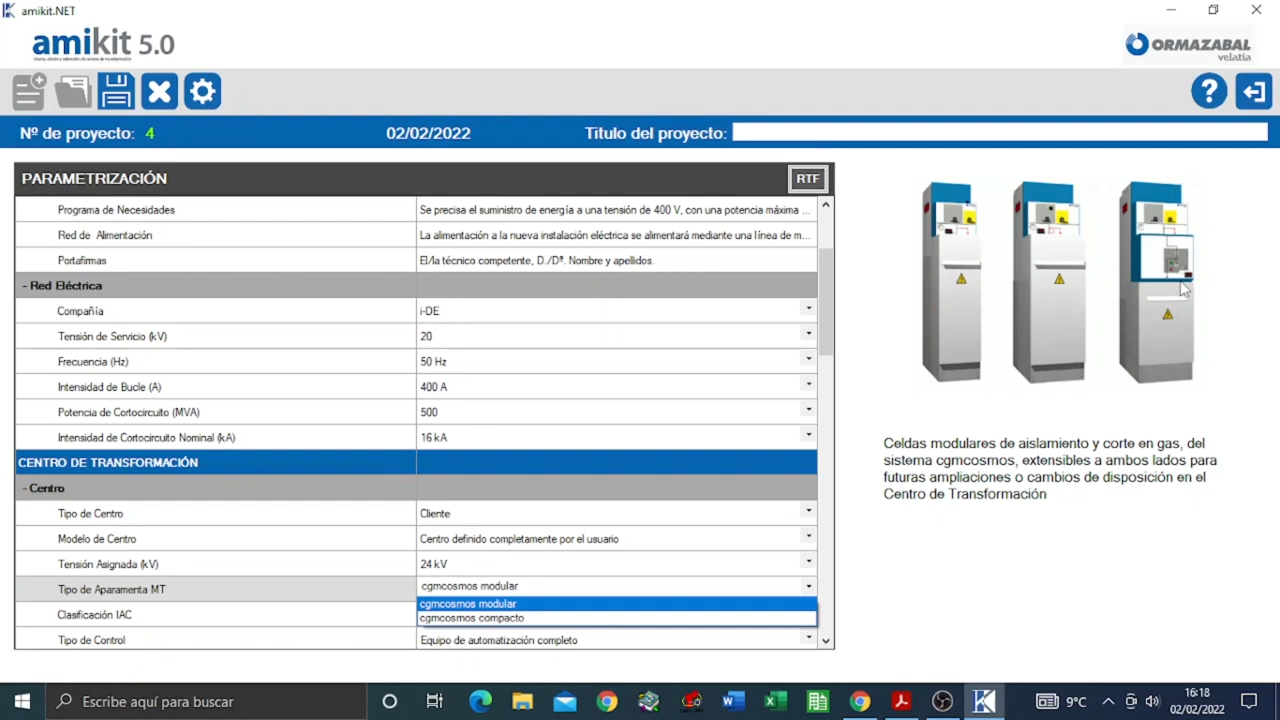 amikit.NET
amikit 5.0
ORMAZABAL
velatia
Nº de proyecto: 4
02/02/2022
Titulo del proyecto:
PARAMETRIZACIÓN
RTF
Programa de Necesidades
Se precisa el suministro de energía a una tensión de 400 V, con una potencia máxima ...
Red de Alimentación
La alimentación a la nueva instalación eléctrica se alimentará mediante una línea de m...
Portafirmas
El/la técnico competente, D./Dª. Nombre y apellidos.
- Red Eléctrica
Compañía
i-DE
Tensión de Servicio (kV)
20
Frecuencia (Hz)
50 Hz
Intensidad de Bucle (A)
400 A
Potencia de Cortocircuito (MVA)
500
Intensidad de Cortocircuito Nominal (kA)
16 kA
CENTRO DE TRANSFORMACIÓN
- Centro
Tipo de Centro
Cliente
Modelo de Centro
Centro definido completamente por el usuario
Tensión Asignada (kV)
24 kV
Tipo de Aparamenta MT
cgmcosmos modular
cgmcosmos modular
cgmcosmos compacto
Clasificación IAC
Tipo de Control
Equipo de automatización completo
Celdas modulares de aislamiento y corte en gas, del
sistema cgmcosmos, extensibles a ambos lados para
futuras ampliaciones o cambios de disposición en el
Centro de Transformación
Escribe aquí para buscar
9°C
16:18
02/02/2022